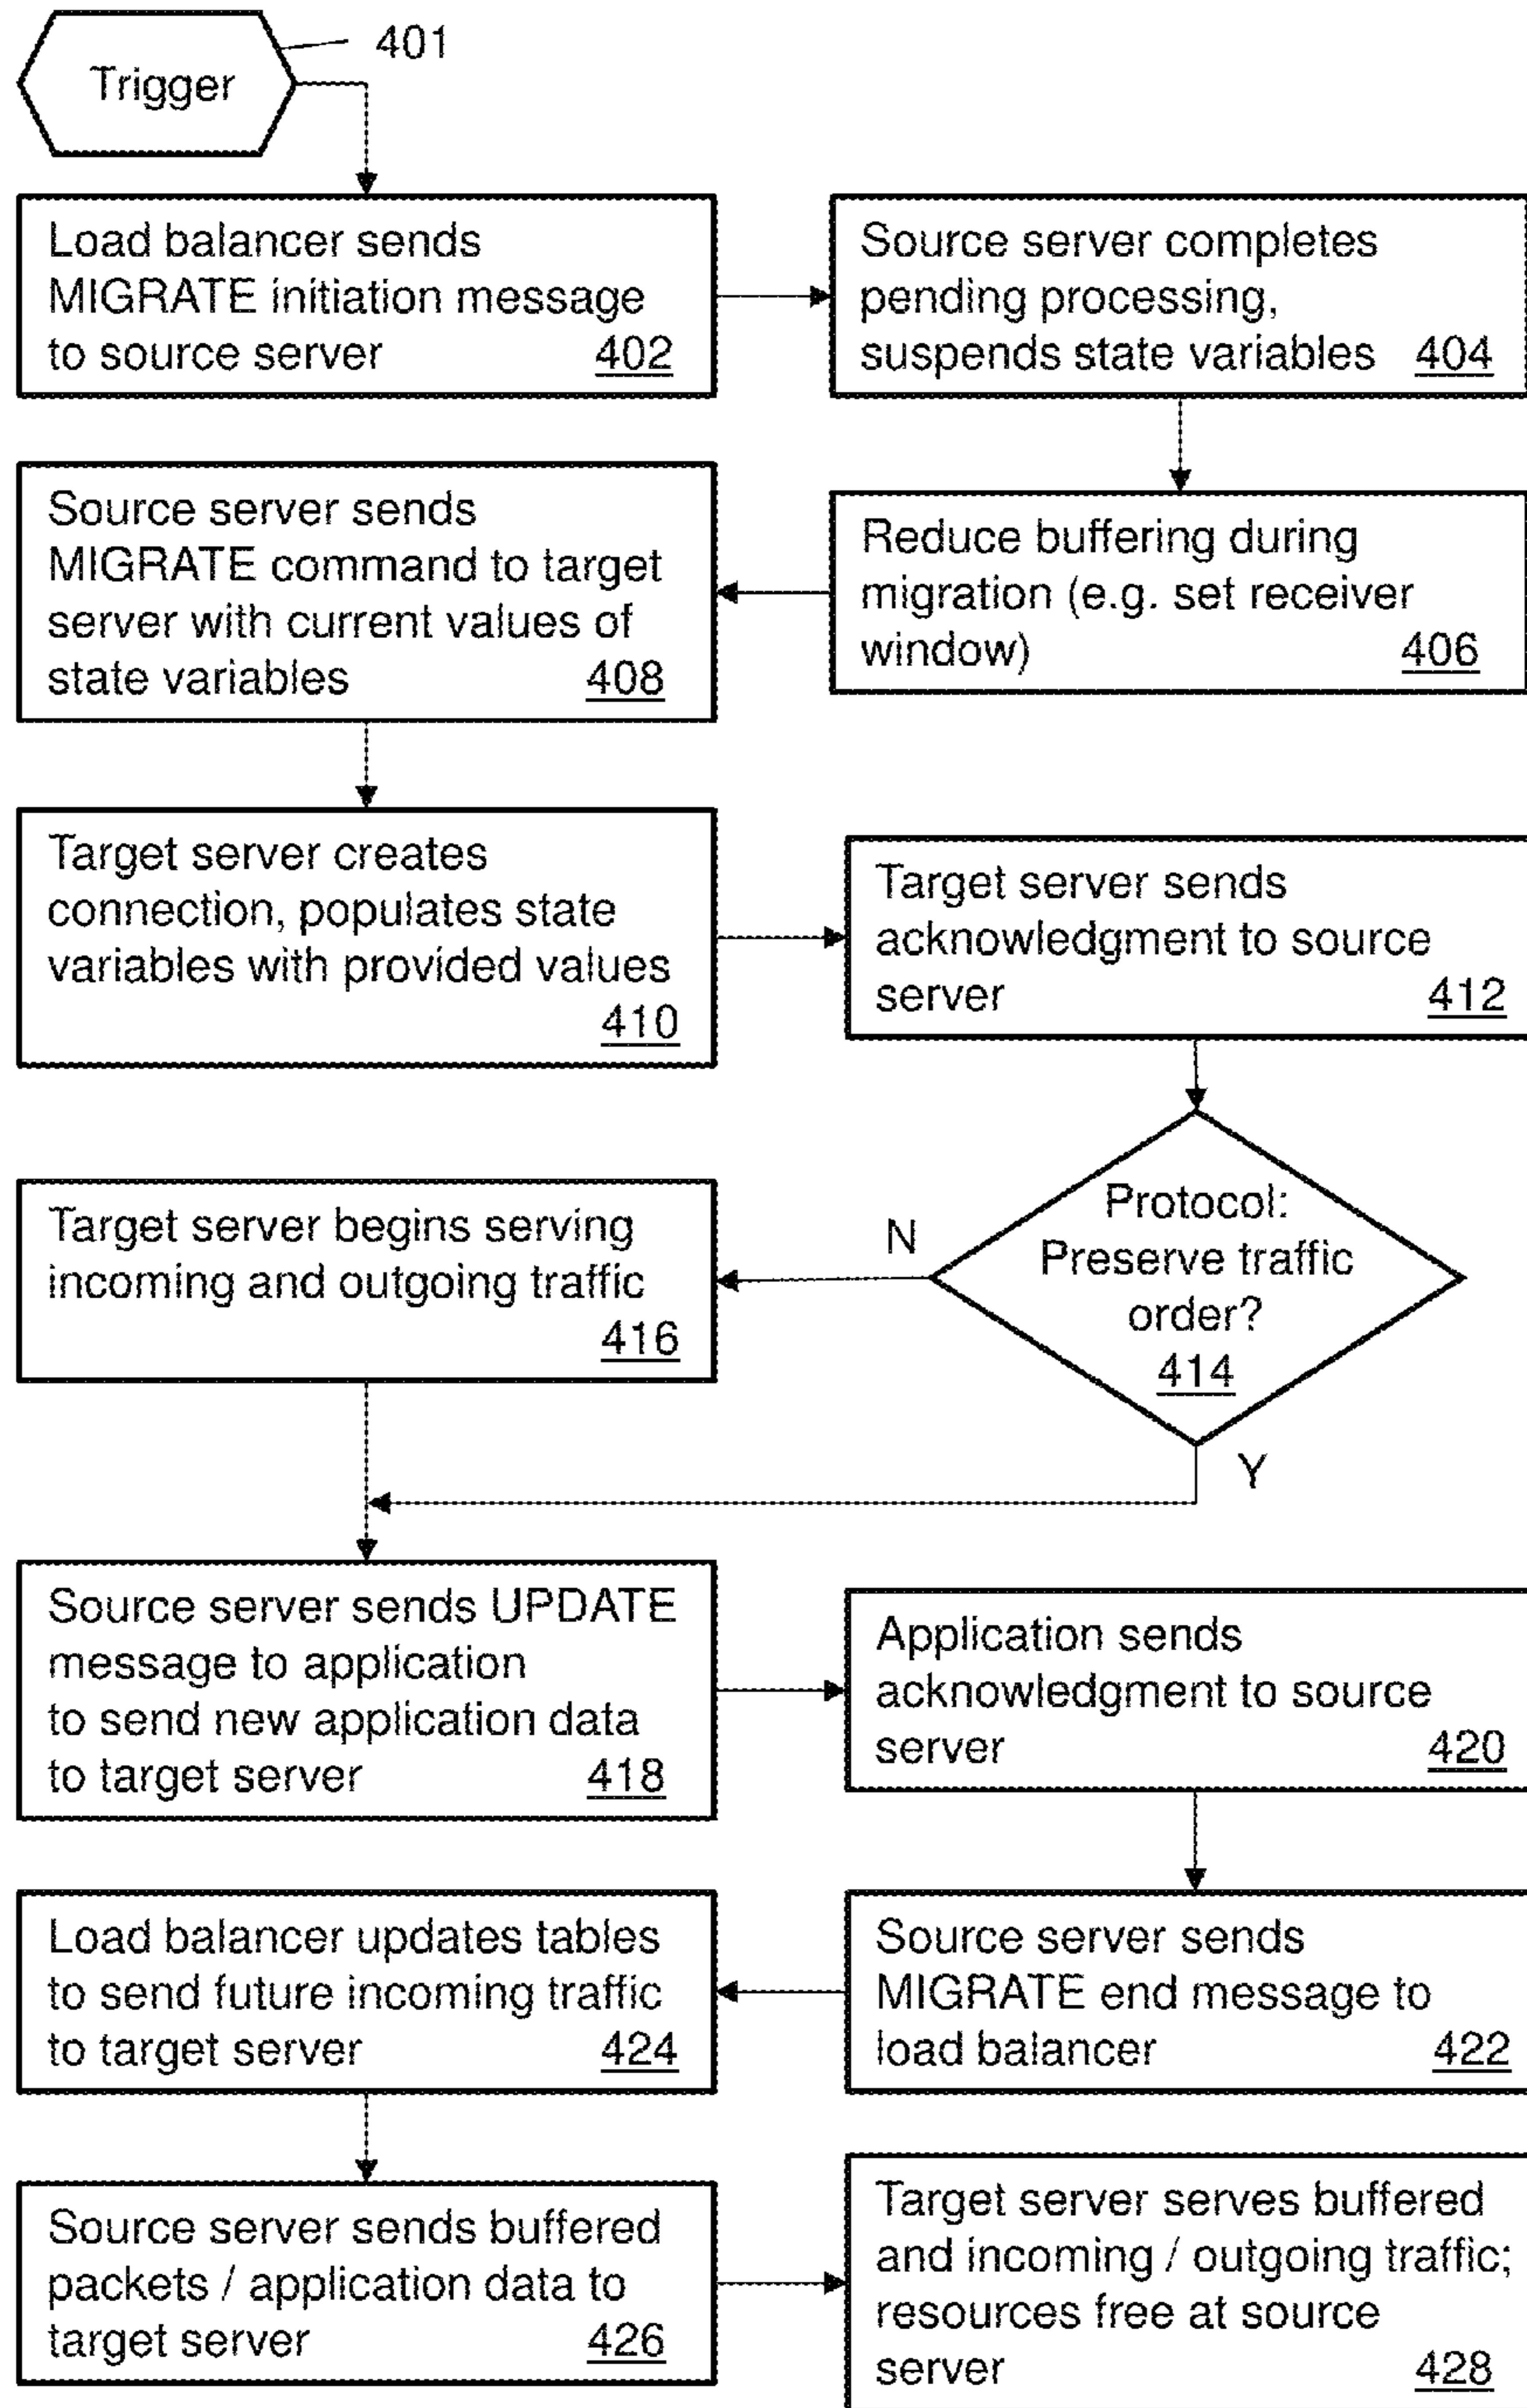 401
Trigger
Load balancer sends
MIGRATE initiation message
to source server 402
Source server completes
pending processing,
suspends state variables 404
Reduce buffering during
migration (e.g. set receiver
window) 406
Source server sends
MIGRATE command to target
server with current values of
state variables 408
Target server creates
connection, populates state
variables with provided values
410
Target server sends
acknowledgment to source
server 412
Protocol:
Preserve traffic
order?
414
N
Y
Target server begins serving
incoming and outgoing traffic
416
Source server sends UPDATE
message to application
to send new application data
to target server 418
Application sends
acknowledgment to source
server 420
Source server sends
MIGRATE end message to
load balancer 422
Load balancer updates tables
to send future incoming traffic
to target server 424
Source server sends buffered
packets / application data to
target server 426
Target server serves buffered
and incoming / outgoing traffic;
resources free at source
server 428